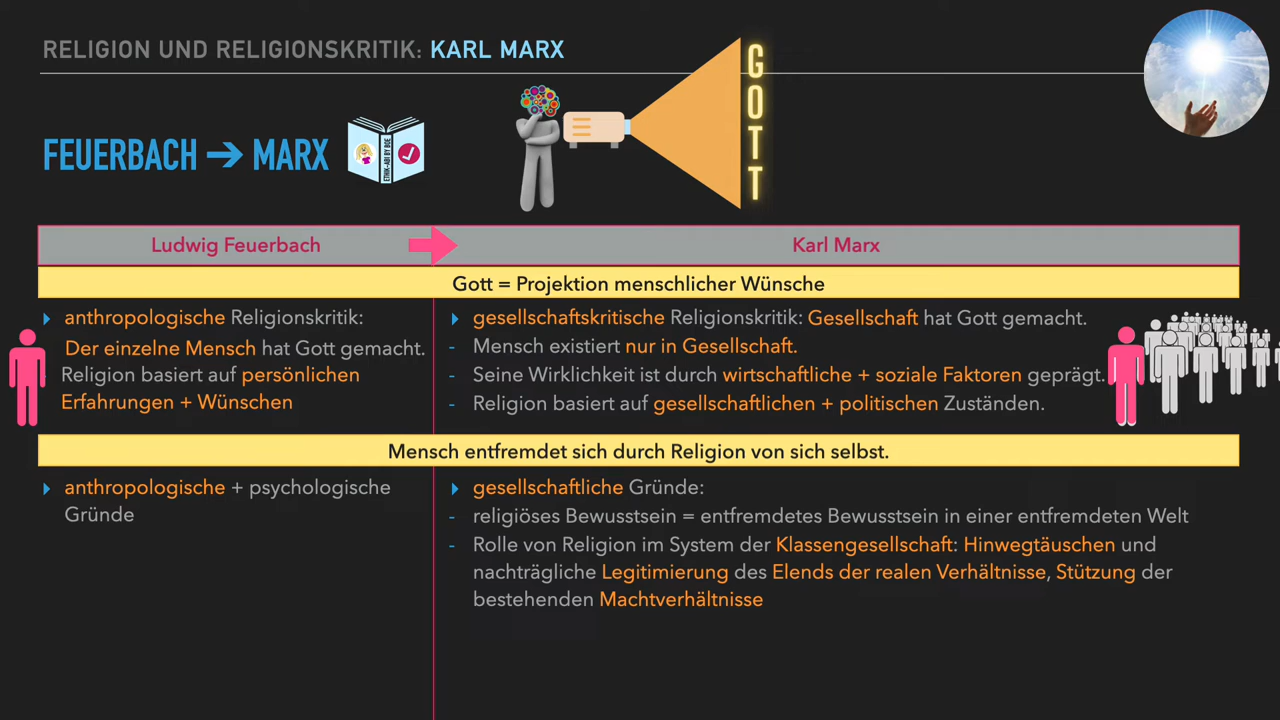 RELIGION UND RELIGIONSKRITIK: KARL MARX
GOTT
FEUERBACH ➔ MARX
ETHIK-ABI BY BOE
Ludwig Feuerbach
Karl Marx
Gott = Projektion menschlicher Wünsche
anthropologische Religionskritik:
Der einzelne Mensch hat Gott gemacht.
Religion basiert auf persönlichen
Erfahrungen + Wünschen
gesellschaftskritische Religionskritik: Gesellschaft hat Gott gemacht.
- Mensch existiert nur in Gesellschaft.
- Seine Wirklichkeit ist durch wirtschaftliche + soziale Faktoren geprägt.
- Religion basiert auf gesellschaftlichen + politischen Zuständen.
Mensch entfremdet sich durch Religion von sich selbst.
anthropologische + psychologische
Gründe
gesellschaftliche Gründe:
- religiöses Bewusstsein = entfremdetes Bewusstsein in einer entfremdeten Welt
- Rolle von Religion im System der Klassengesellschaft: Hinwegtäuschen und
nachträgliche Legitimierung des Elends der realen Verhältnisse, Stützung der
bestehenden Machtverhältnisse